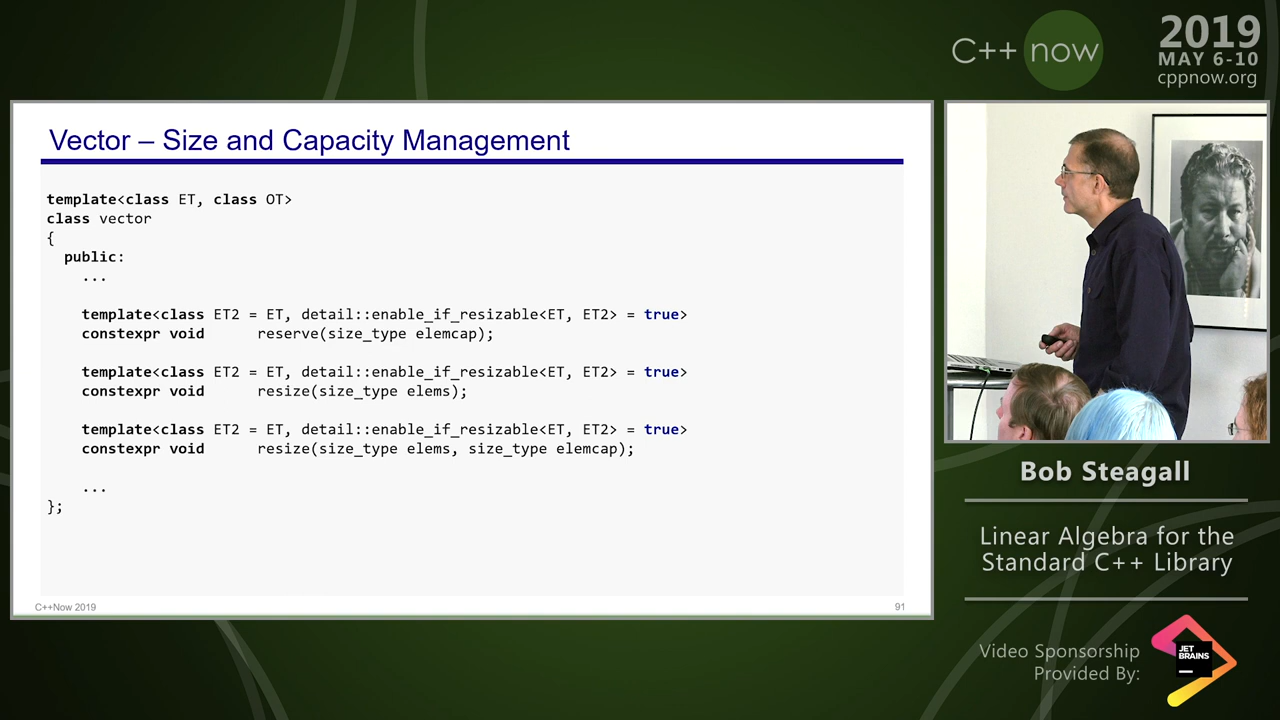 C++ now
2019
MAY 6-10
cppnow.org
Vector – Size and Capacity Management
template<class ET, class OT>
class vector
{
public:
...
template<class ET2 = ET, detail::enable_if_resizable<ET, ET2> = true>
constexpr void reserve(size_type elemcap);
template<class ET2 = ET, detail::enable_if_resizable<ET, ET2> = true>
constexpr void resize(size_type elems);
template<class ET2 = ET, detail::enable_if_resizable<ET, ET2> = true>
constexpr void resize(size_type elems, size_type elemcap);
...
};
C++Now 2019
91
Bob Steagall
Linear Algebra for the
Standard C++ Library
Video Sponsorship
Provided By:
JET
BRAINS